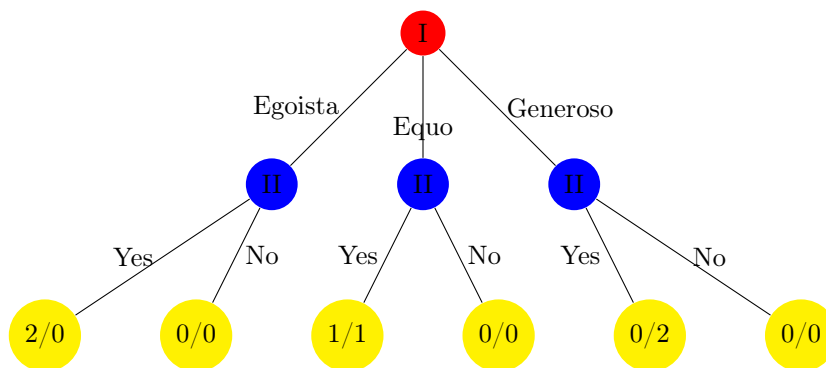 I
Egoista
Equo
Generoso
II II II
Yes No Yes No Yes No
2/0 0/0 1/1 0/0 0/2 0/0